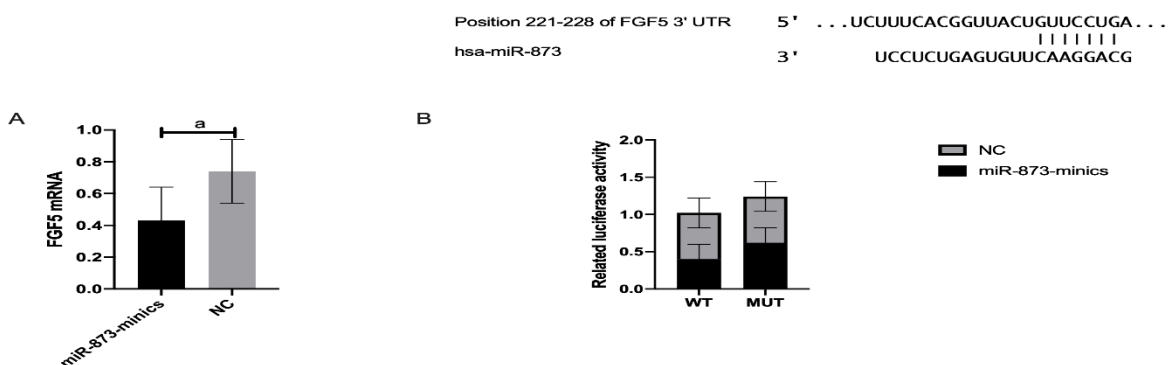 Position 221-228 of FGF5 3' UTR 5' ...UCUUUCACGGUUACUGUUCCUGA...
hsa-miR-873 3' UCCUCUGAGUGUUCAAGGACG
A
a
FGF5 mRNA
1.0
0.8
0.6
0.4
0.2
0.0
miR-873-minics
NC
B
Related luciferase activity
2.0
1.5
1.0
0.5
0.0
WT
MUT
NC
miR-873-minics